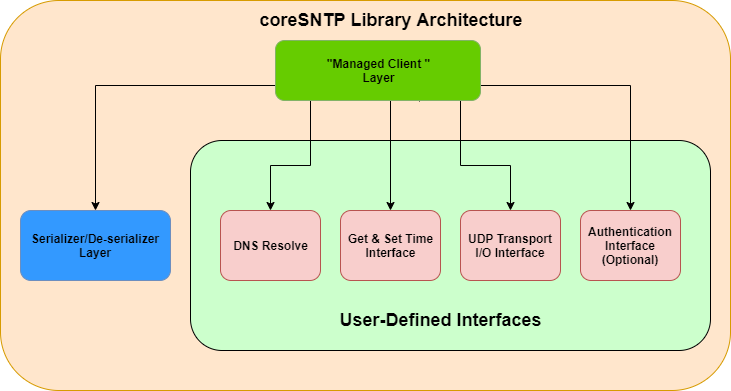 coreSNTP Library Architecture
"Managed Client "
Layer
Serializer/De-serializer
Layer
DNS Resolve
Get & Set Time
Interface
UDP Transport
I/O Interface
Authentication
Interface
(Optional)
User-Defined Interfaces